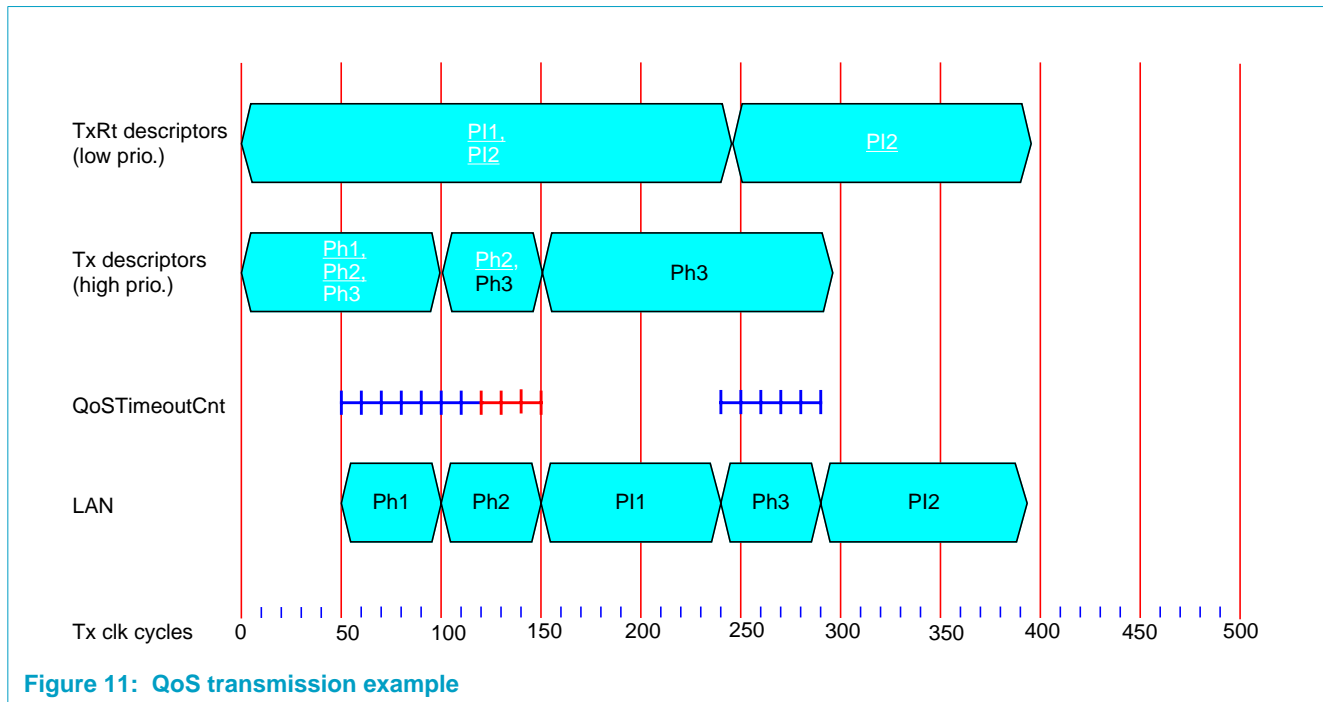 TxRt descriptors
(low prio.)
Pl1,
Pl2
Pl2
Tx descriptors
(high prio.)
Ph1,
Ph2,
Ph3
Ph2,
Ph3
Ph3
QoSTimeoutCnt
LAN
Ph1
Ph2
Pl1
Ph3
Pl2
Tx clk cycles
0
50
100
150
200
250
300
350
400
450
500
Figure 11: QoS transmission example